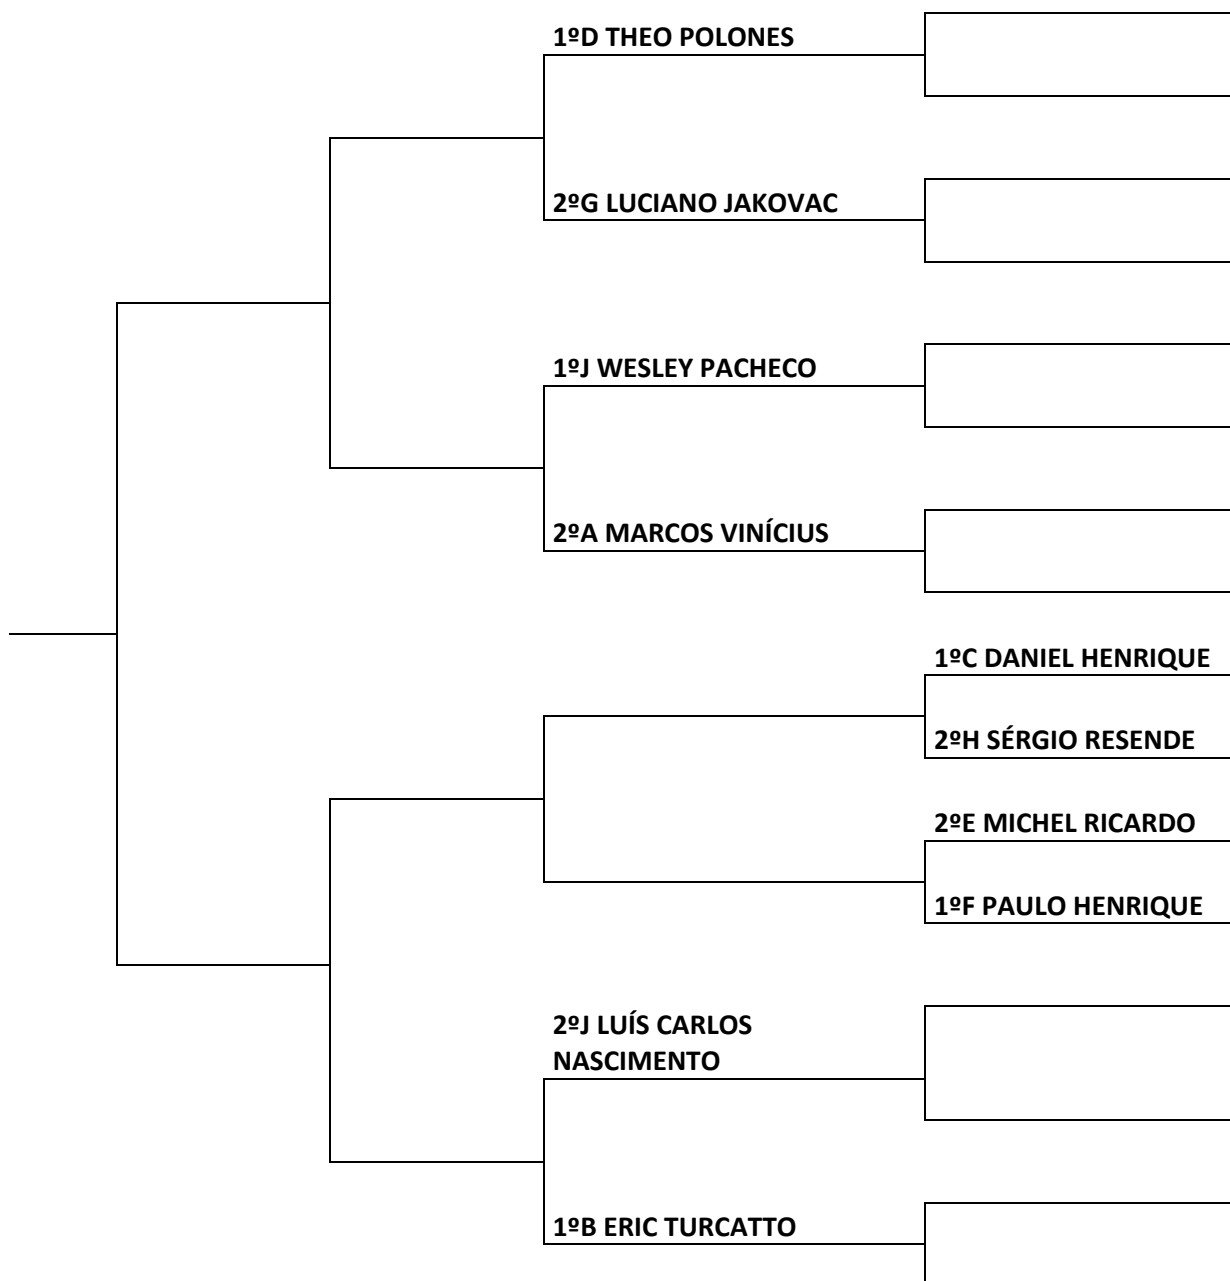 1ºD THEO POLONES
2ºG LUCIANO JAKOVAC
1ºJ WESLEY PACHECO
2ºA MARCOS VINÍCIUS
1ºC DANIEL HENRIQUE
2ºH SÉRGIO RESENDE
2ºE MICHEL RICARDO
1ºF PAULO HENRIQUE
2ºJ LUÍS CARLOS
NASCIMENTO
1ºB ERIC TURCATTO